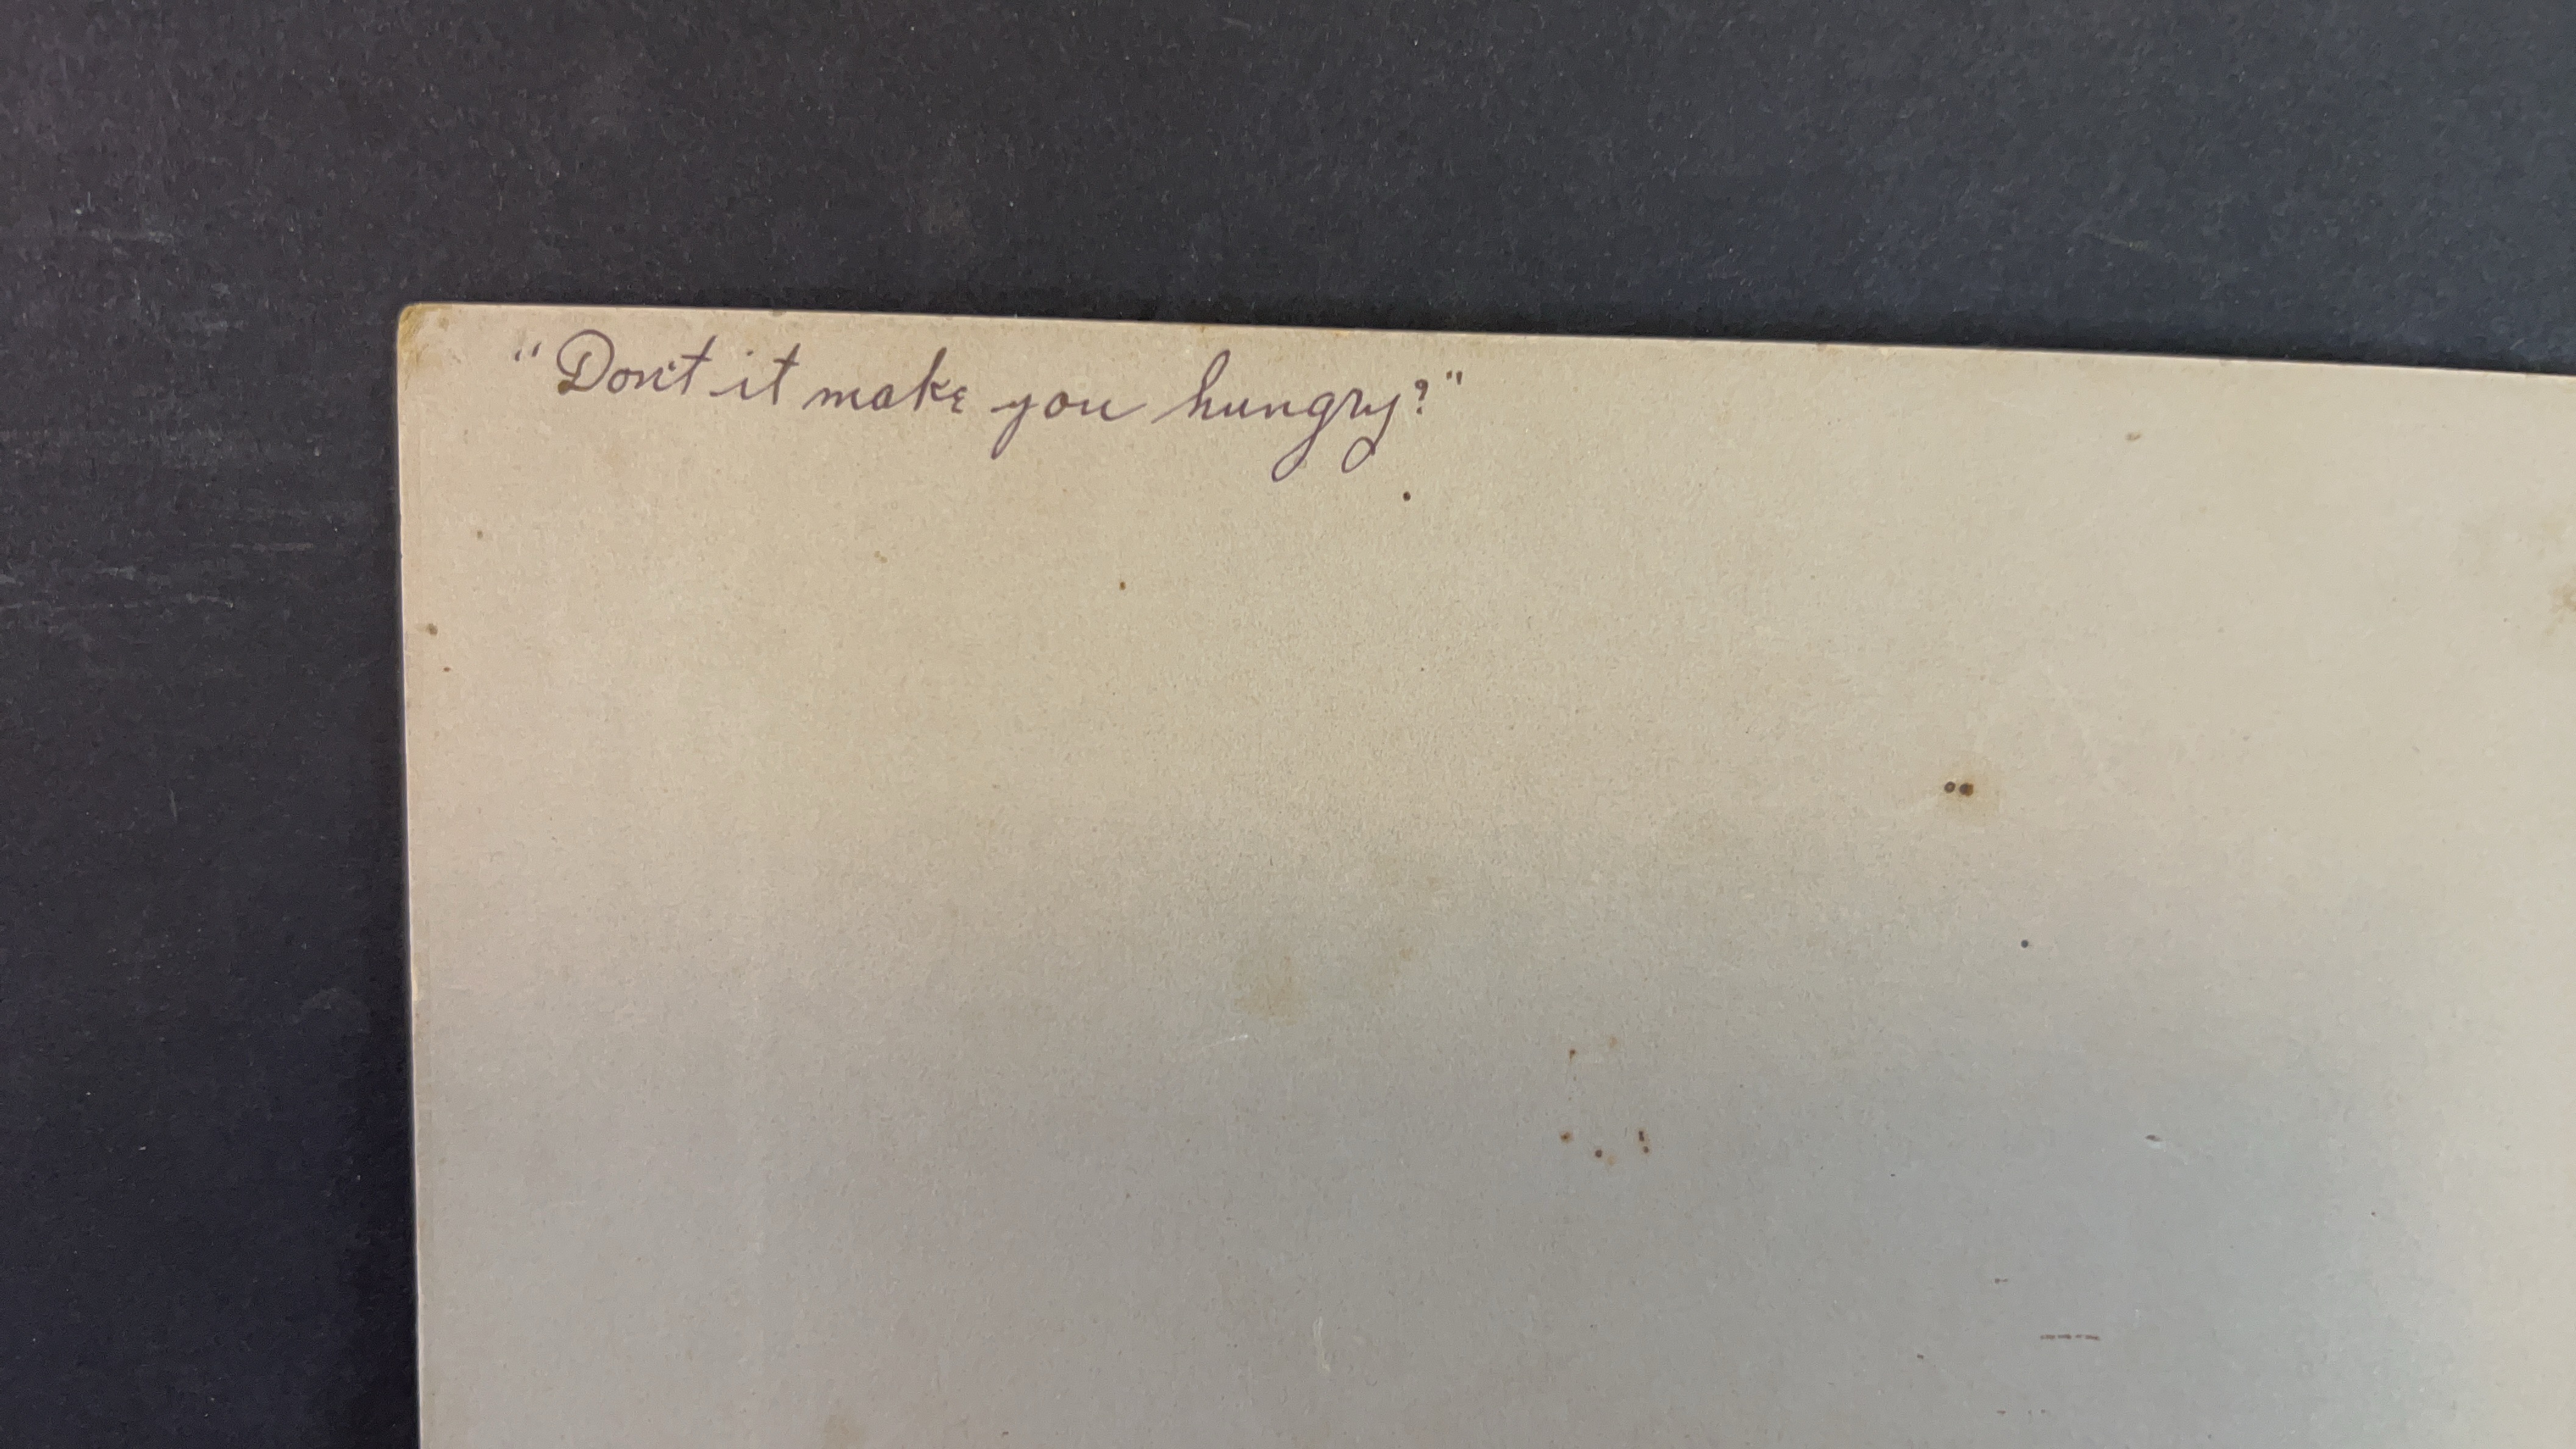 "Don't it make you hungry?"